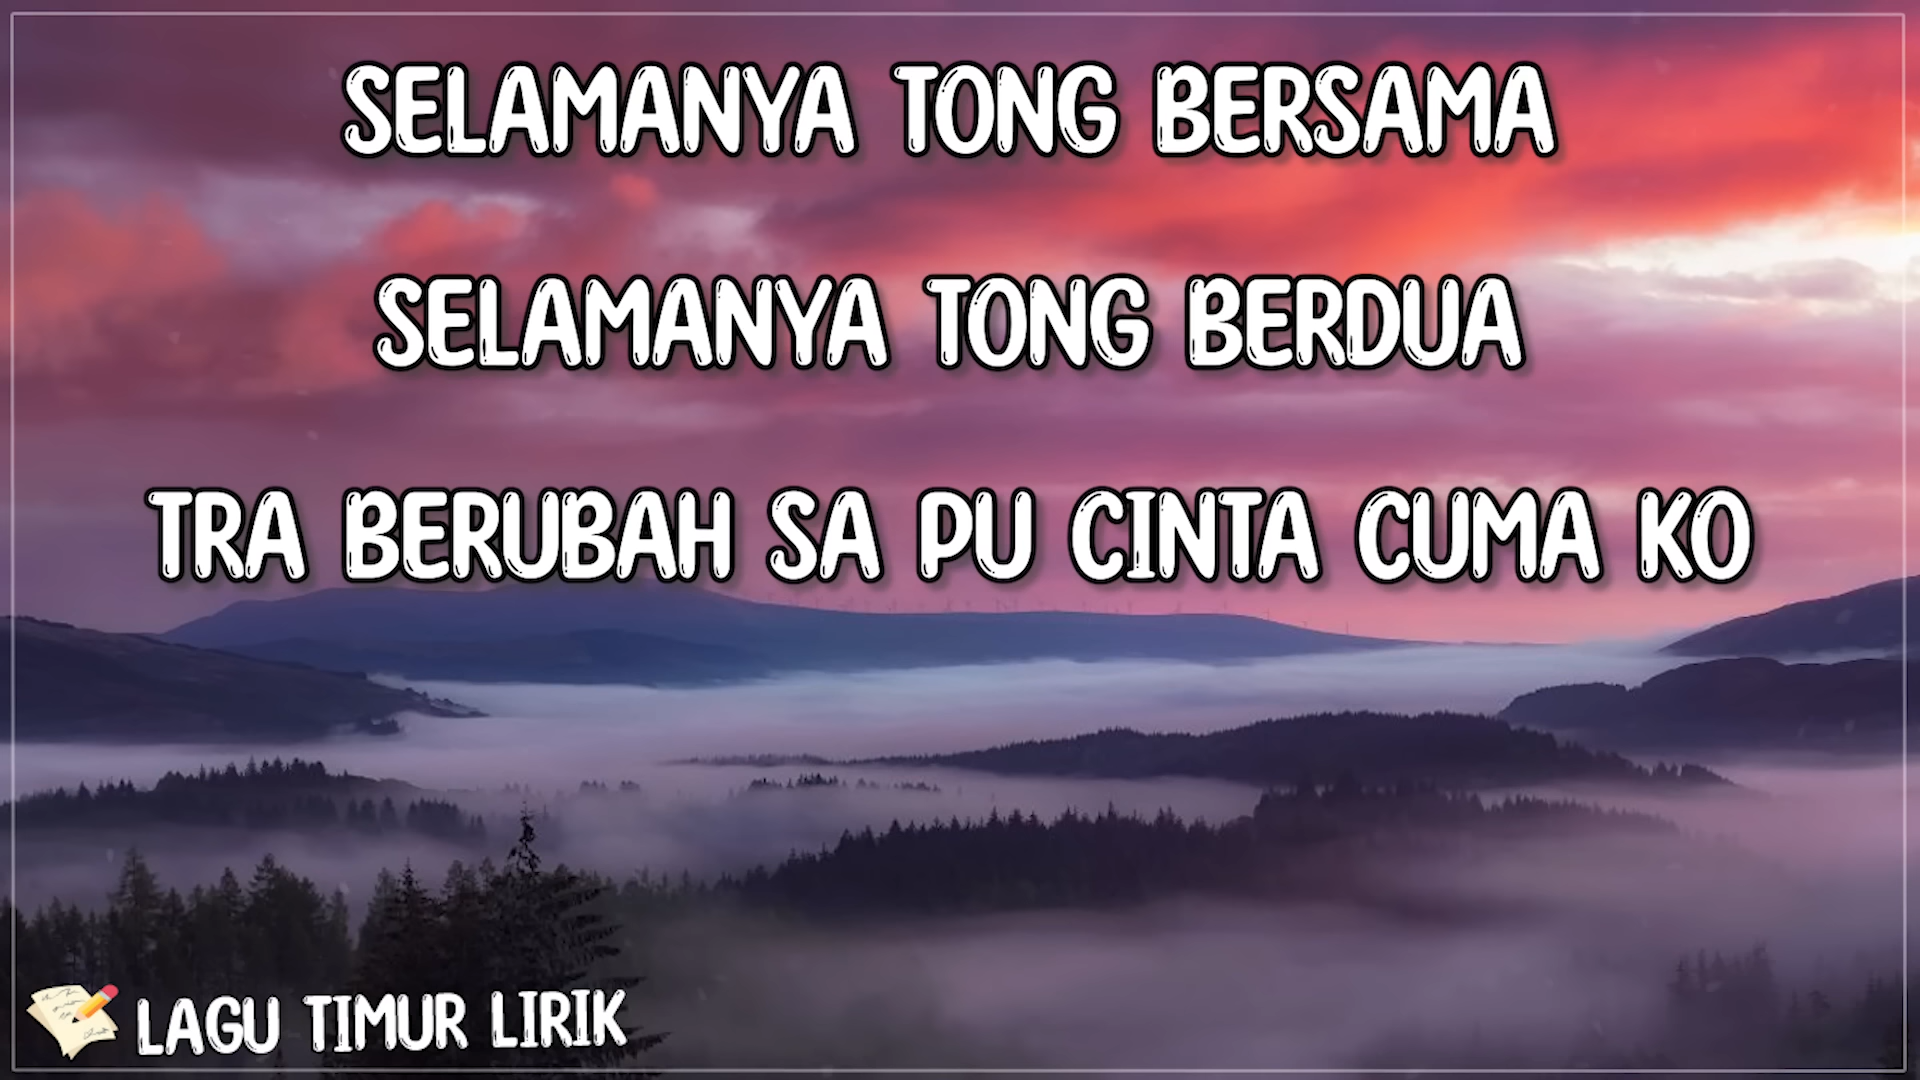 SELAMANYA TONG BERSAMA
SELAMANYA TONG BERDUA
TRA BERUBAH SA PU CINTA CUMA KO
LAGU TIMUR LIRIK